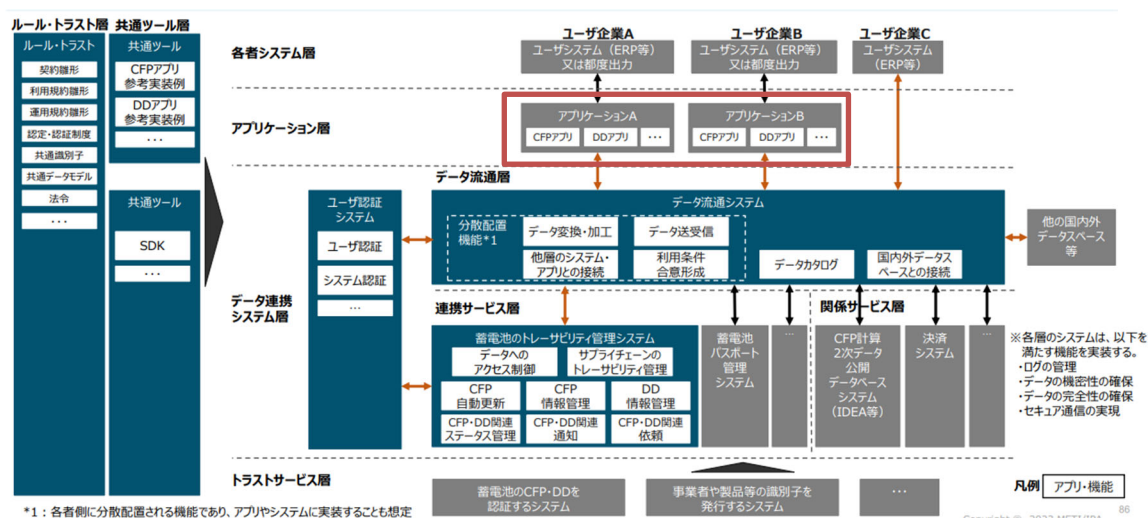 ルール・トラスト層
共通ツール層
ルール・トラスト
契約雛形
利用規約雛形
運用規約雛形
認定・認証制度
共通識別子
共通データモデル
法令
...
共通ツール
CFPアプリ
参考実装例
DDアプリ
参考実装例
...
共通ツール
SDK
...
各者システム層
ユーザ企業A
ユーザシステム（ERP等）
又は都度出力
ユーザ企業B
ユーザシステム（ERP等）
又は都度出力
ユーザ企業C
ユーザシステム
（ERP等）
アプリケーション層
アプリケーションA
CFPアプリ
DDアプリ
...
アプリケーションB
CFPアプリ
DDアプリ
...
データ連携
システム層
ユーザ認証
システム
ユーザ認証
システム認証
...
データ流通層
データ流通システム
分散配置
機能*1
データ変換・加工
データ送受信
他層のシステム・
アプリとの接続
利用条件
合意形成
データカタログ
国内外データス
ペースとの接続
他の国内外
データスペース
等
連携サービス層
蓄電池のトレーサビリティ管理システム
データへの
アクセス制御
サプライチェーンの
トレーサビリティ管理
CFP
自動更新
CFP
情報管理
DD
情報管理
CFP・DD関連
ステータス管理
CFP・DD関連
通知
CFP・DD関連
依頼
蓄電池
パスポート
管理
システム
...
関係サービス層
CFP計算
2次データ
公開
データベース
システム
（IDEA等）
決済
システム
...
※各層のシステムは、以下を
満たす機能を実装する。
・ログの管理
・データの機密性の確保
・データの完全性の確保
・セキュア通信の実現
トラストサービス層
蓄電池のCFP・DDを
認証するシステム
事業者や製品等の識別子を
発行するシステム
...
凡例
アプリ・機能
*1：各者側に分散配置される機能であり、アプリやシステムに実装することも想定
86